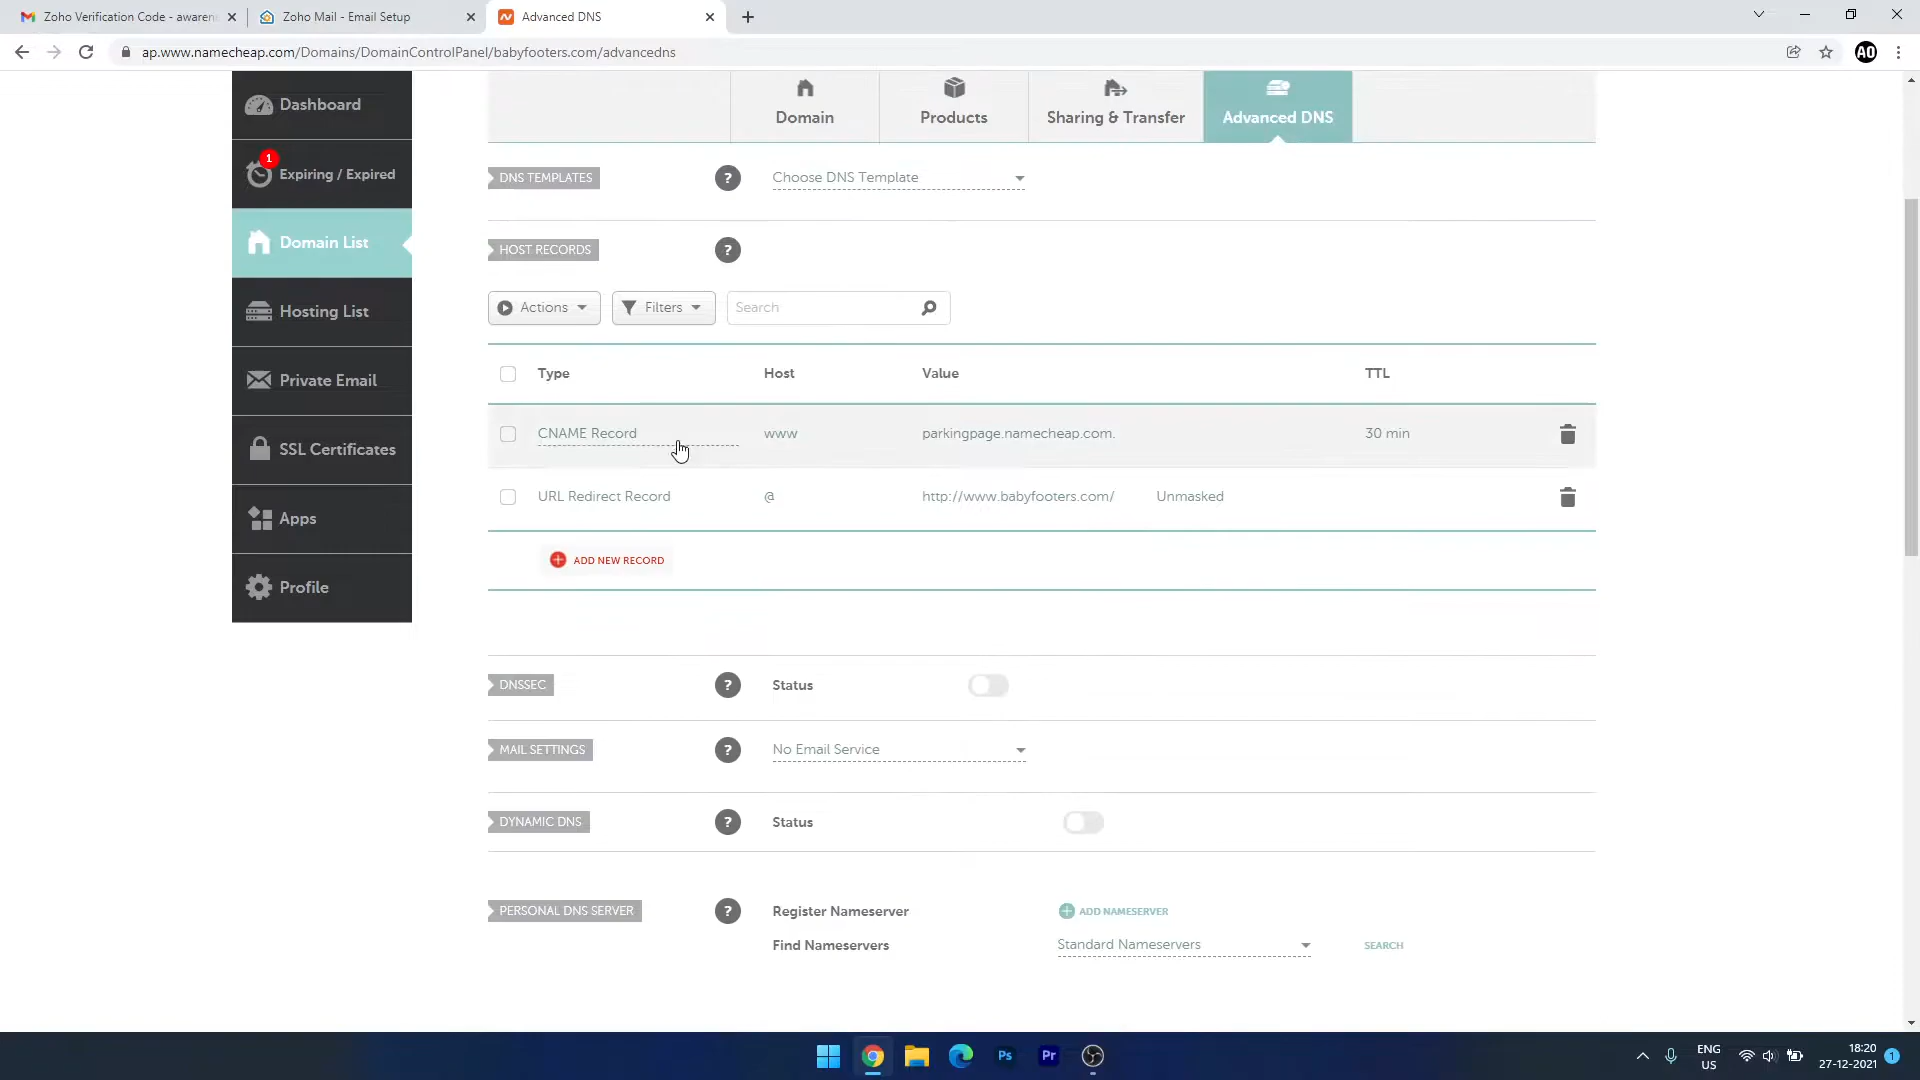 Zoho Verification Code - awaren
Zoho Mail - Email Setup
Advanced DNS
ap.www.namecheap.com/Domains/DomainControlPanel/babyfooters.com/advancedns
AO
Dashboard
1
Expiring / Expired
Domain List
Hosting List
Private Email
SSL Certificates
Apps
Profile
Domain
Products
Sharing & Transfer
Advanced DNS
DNS TEMPLATES
?
Choose DNS Template
HOST RECORDS
?
Actions
Filters
Search
Type
Host
Value
TTL
CNAME Record
www
parkingpage.namecheap.com.
30 min
URL Redirect Record
@
http://www.babyfooters.com/
Unmasked
ADD NEW RECORD
DNSSEC
?
Status
MAIL SETTINGS
?
No Email Service
DYNAMIC DNS
?
Status
PERSONAL DNS SERVER
?
Register Nameserver
ADD NAMESERVER
Find Nameservers
Standard Nameservers
SEARCH
Ps
Pr
ENG
US
18:20
27-12-2021
1